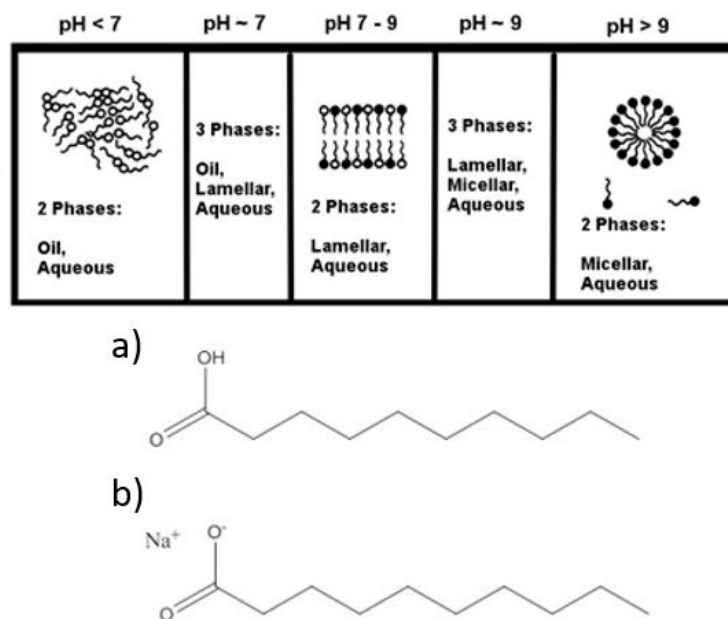 pH < 7 pH ~ 7 pH 7 - 9 pH ~ 9 pH > 9
2 Phases:
Oil,
Aqueous
3 Phases:
Oil,
Lamellar,
Aqueous
2 Phases:
Lamellar,
Aqueous
3 Phases:
Lamellar,
Micellar,
Aqueous
2 Phases:
Micellar,
Aqueous
a)
OH
O
b)
Na⁺ O⁻
O